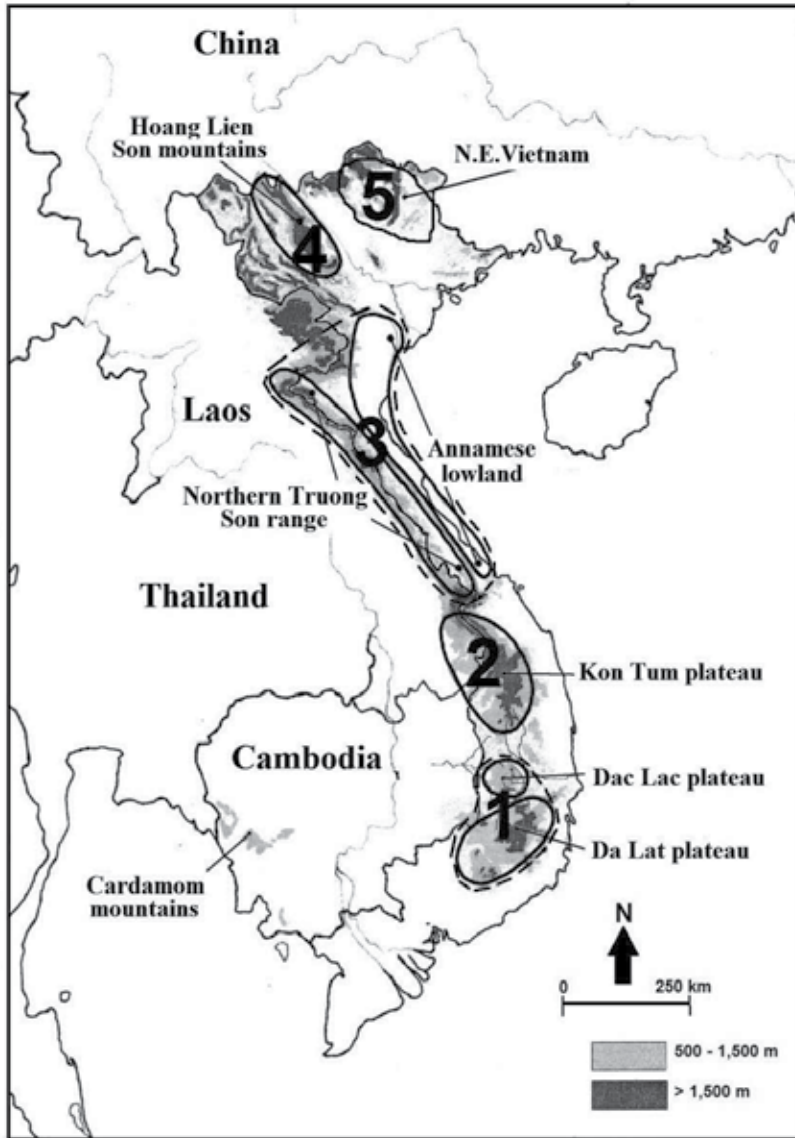 China
Hoang Lien
Son mountains
N.E.Vietnam
5
4
Laos
3
Annamese
lowland
Northern Truong
Son range
Thailand
2
Kon Tum plateau
Cambodia
Dac Lac plateau
1
Da Lat plateau
Cardamom
mountains
N
0 250 km
500 - 1,500 m
> 1,500 m